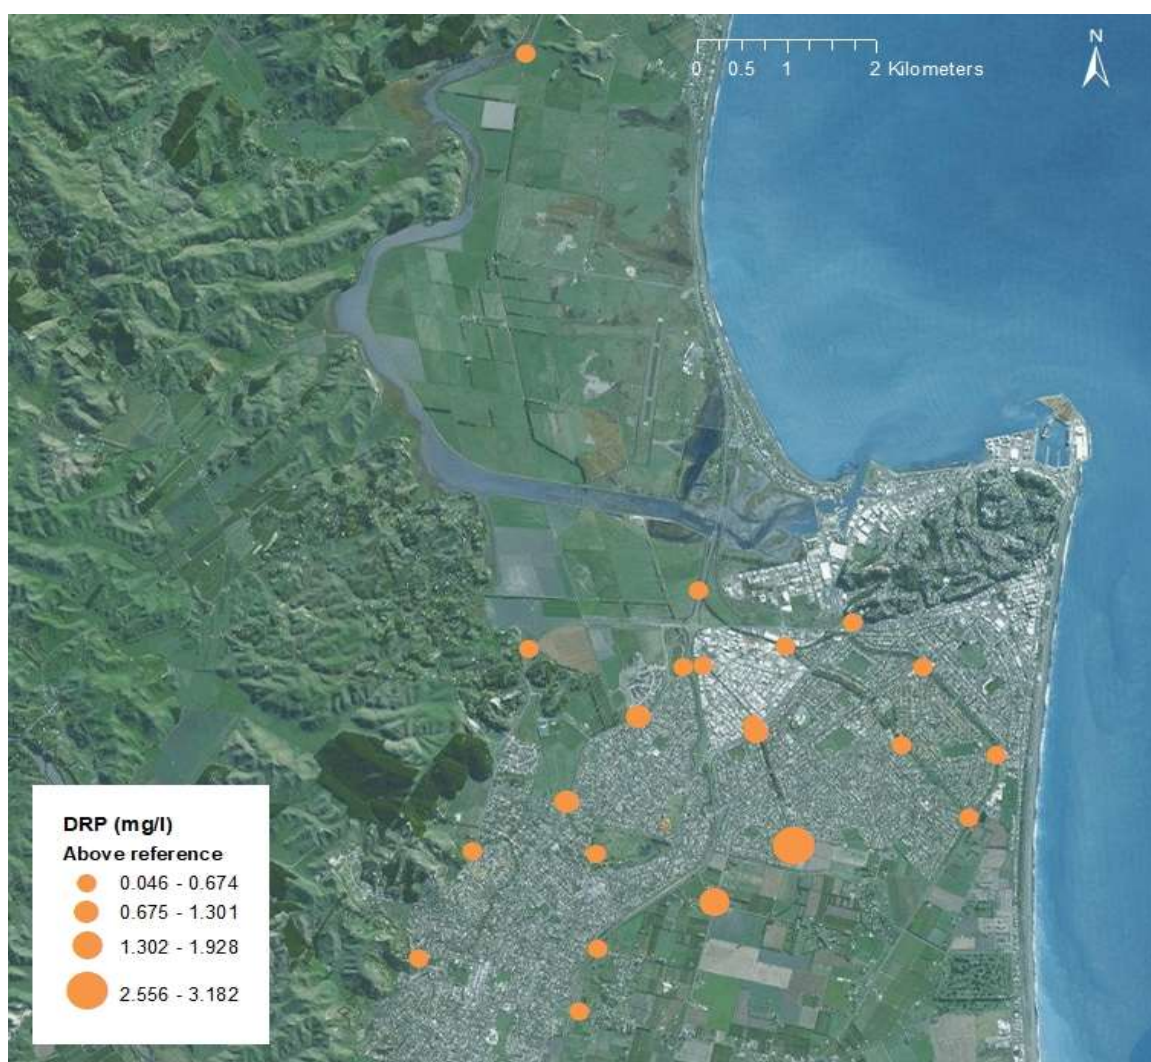 N
0 0.5 1 2 Kilometers
DRP (mg/l)
Above reference
0.046 - 0.674
0.675 - 1.301
1.302 - 1.928
2.556 - 3.182